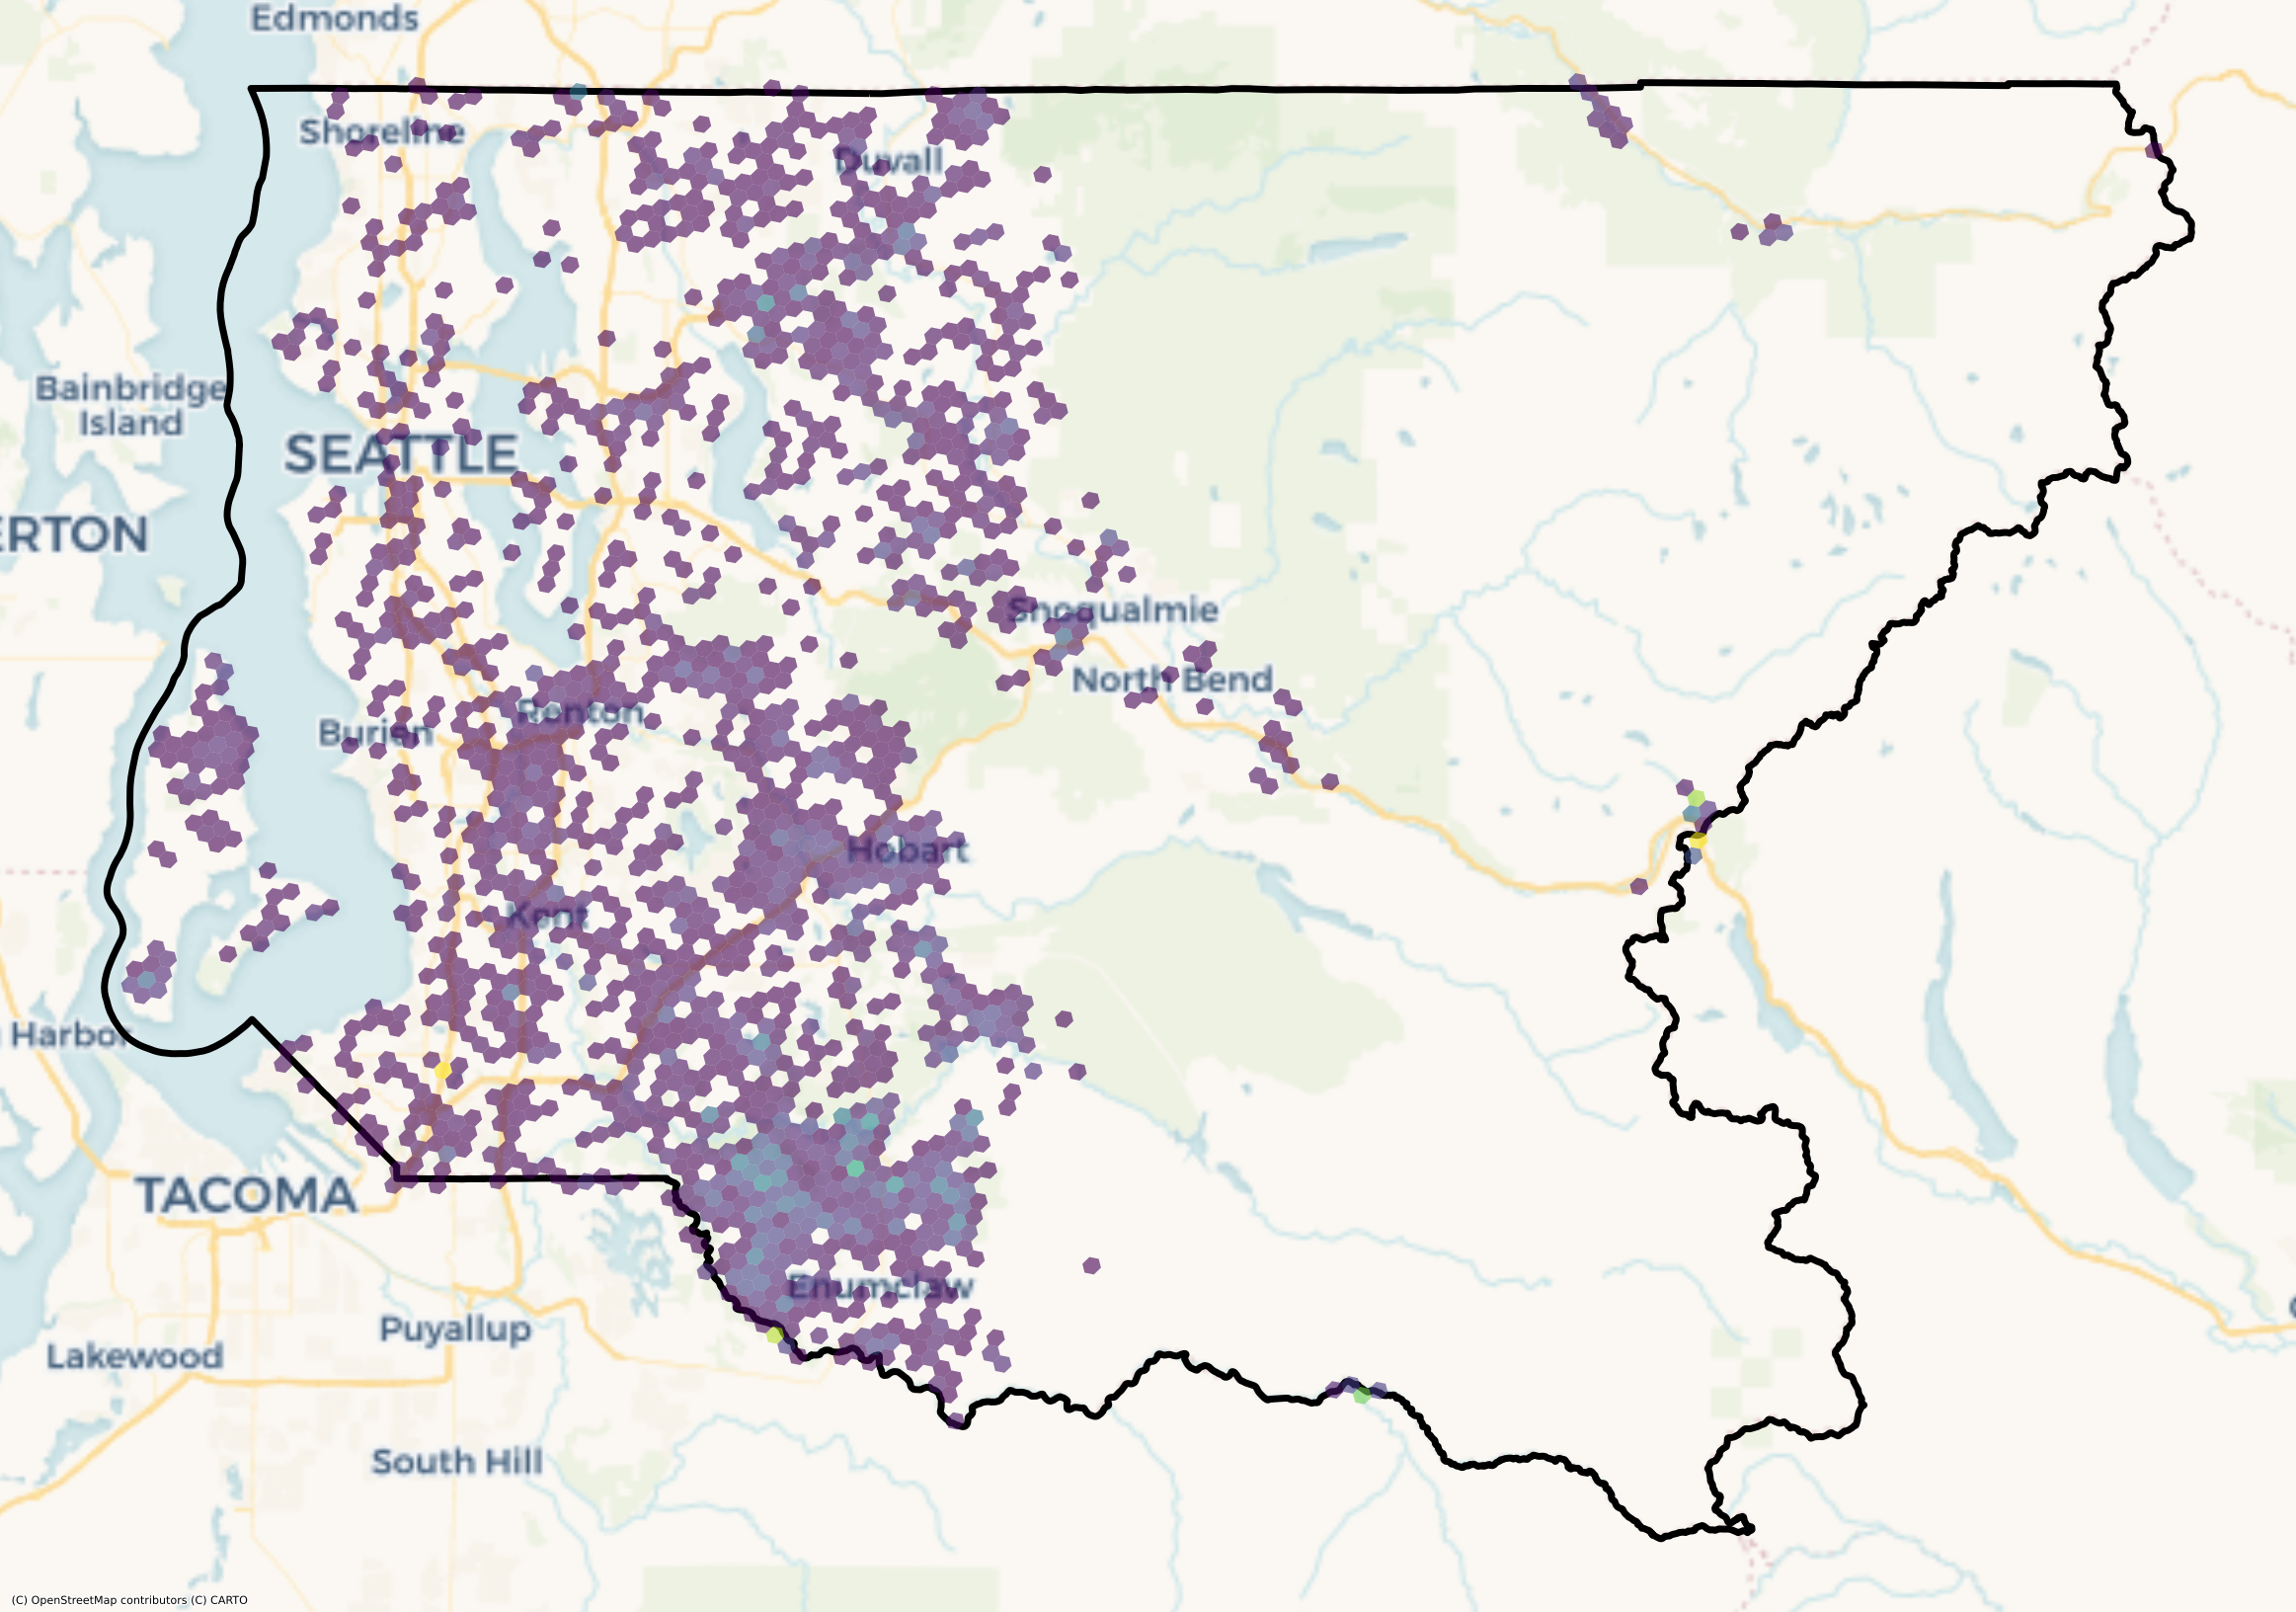 Edmonds
Shoreline
Duvall
Bainbridge
Island
SEATTLE
ERTON
Snoqualmie
North Bend
Renton
Burien
Hobart
Kent
Harbor
TACOMA
Enumclaw
Puyallup
Lakewood
South Hill
(C) OpenStreetMap contributors (C) CARTO